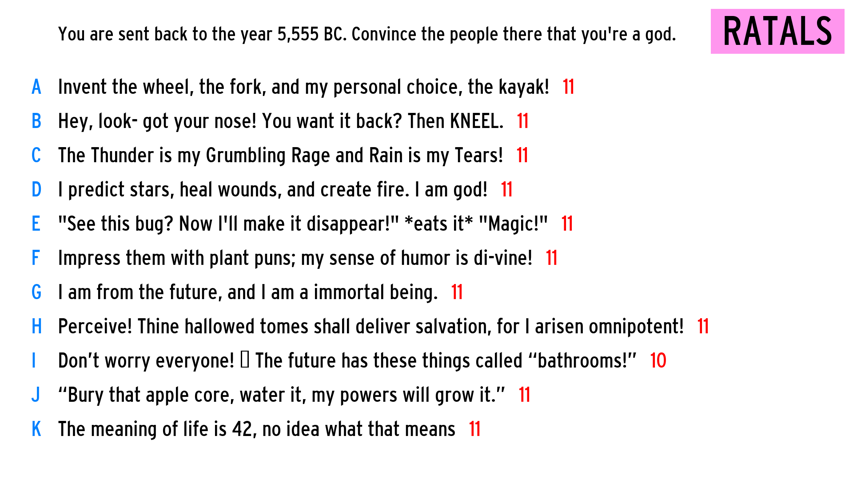 You are sent back to the year 5,555 BC. Convince the people there that you're a god.
RATALS
A Invent the wheel, the fork, and my personal choice, the kayak! 11
B Hey, look- got your nose! You want it back? Then KNEEL. 11
C The Thunder is my Grumbling Rage and Rain is my Tears! 11
D I predict stars, heal wounds, and create fire. I am god! 11
E "See this bug? Now I'll make it disappear!" *eats it* "Magic!" 11
F Impress them with plant puns; my sense of humor is di-vine! 11
G I am from the future, and I am a immortal being. 11
H Perceive! Thine hallowed tomes shall deliver salvation, for I arisen omnipotent! 11
I Don’t worry everyone! ▯ The future has these things called “bathrooms!” 10
J “Bury that apple core, water it, my powers will grow it.” 11
K The meaning of life is 42, no idea what that means 11